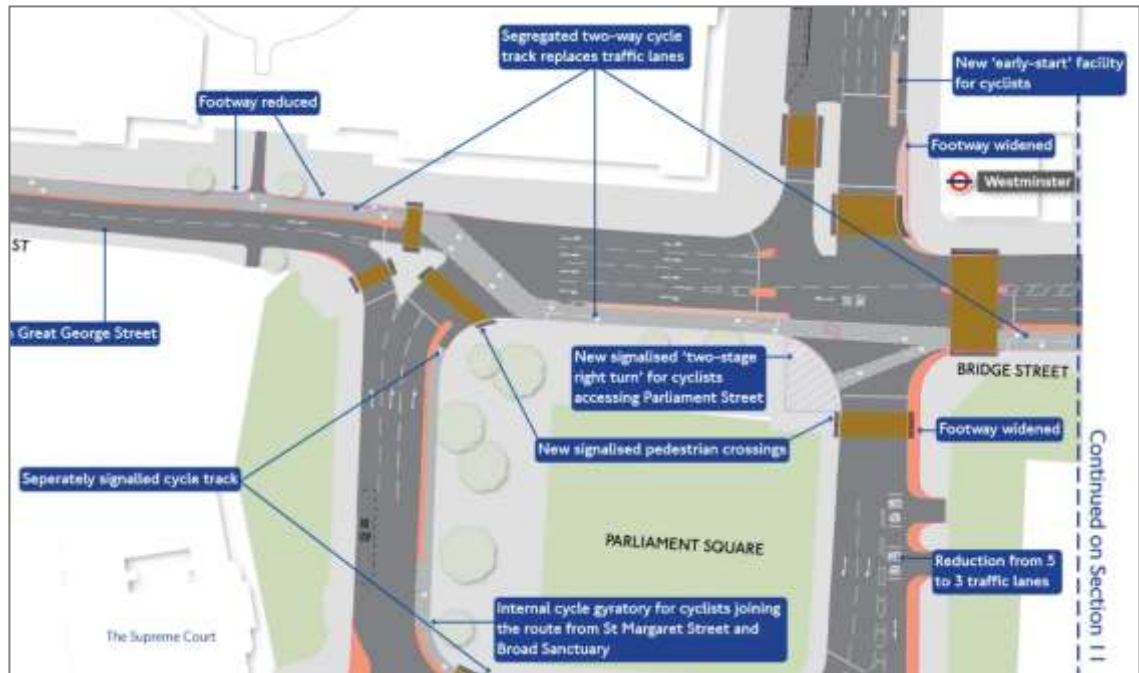 Segregated two-way cycle
track replaces traffic lanes
New 'early-start' facility
for cyclists
Footway reduced
Footway widened
Westminster
ST
Great George Street
New signalised 'two-stage
right turn' for cyclists
accessing Parliament Street
BRIDGE STREET
Footway widened
New signalised pedestrian crossings
Seperately signalled cycle track
Continued on Section 11
PARLIAMENT SQUARE
Reduction from 5
to 3 traffic lanes
Internal cycle gyratory for cyclists joining
the route from St Margaret Street and
Broad Sanctuary
The Supreme Court